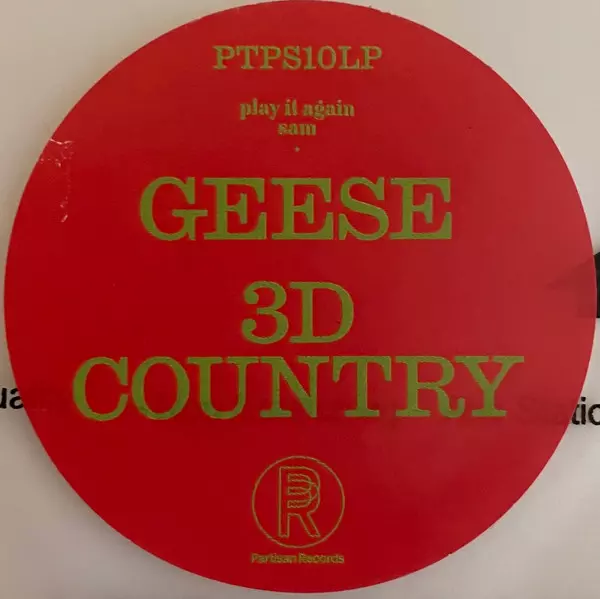 PTPS10LP
play it again
sam
GEESE
3D
COUNTRY
Partisan Records